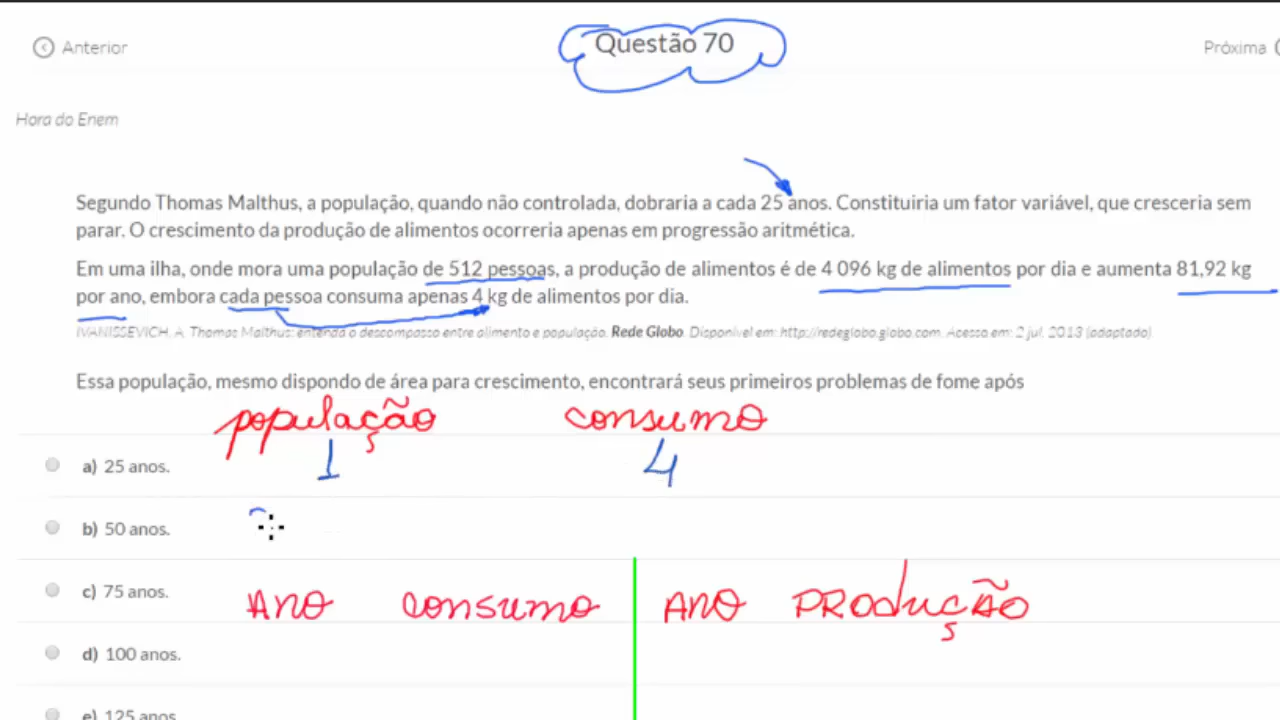 Anterior
Questão 70
Próxima
Hora do Enem
Segundo Thomas Malthus, a população, quando não controlada, dobraria a cada 25 anos. Constituiria um fator variável, que cresceria sem
parar. O crescimento da produção de alimentos ocorreria apenas em progressão aritmética.
Em uma ilha, onde mora uma população de 512 pessoas, a produção de alimentos é de 4 096 kg de alimentos por dia e aumenta 81,92 kg
por ano, embora cada pessoa consuma apenas 4 kg de alimentos por dia.
IVANISSEVICH, A. Thomas Malthus: entenda o descompasso entre alimento e população. Rede Globo. Disponível em: http://redeglobo.globo.com. Acesso em: 2 jul. 2013 (adaptado).
Essa população, mesmo dispondo de área para crescimento, encontrará seus primeiros problemas de fome após
população consumo
1 4
a) 25 anos.
b) 50 anos.
c) 75 anos.
ANO consumo ANO PRODUÇÃO
d) 100 anos.
e) 125 anos